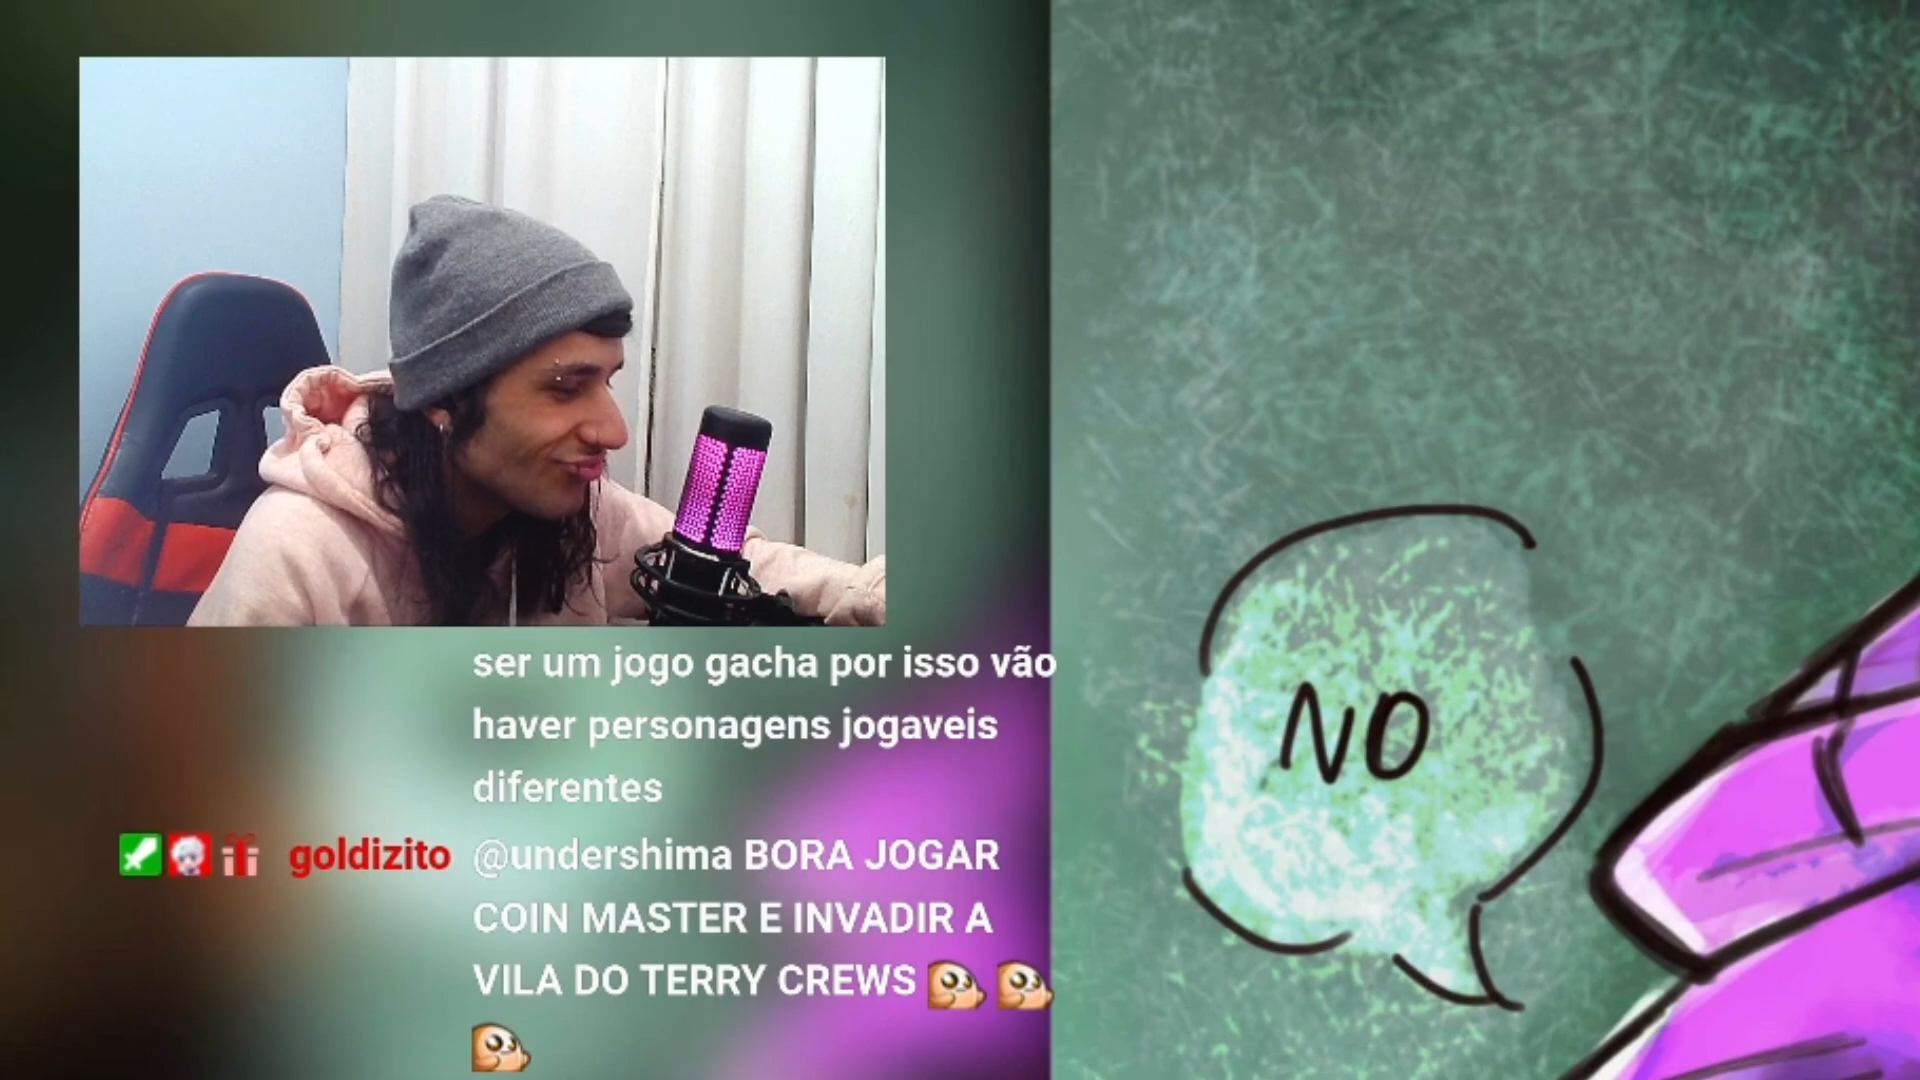 ser um jogo gacha por isso vão
haver personagens jogaveis
diferentes
goldizito @undershima BORA JOGAR
COIN MASTER E INVADIR A
VILA DO TERRY CREWS
NO